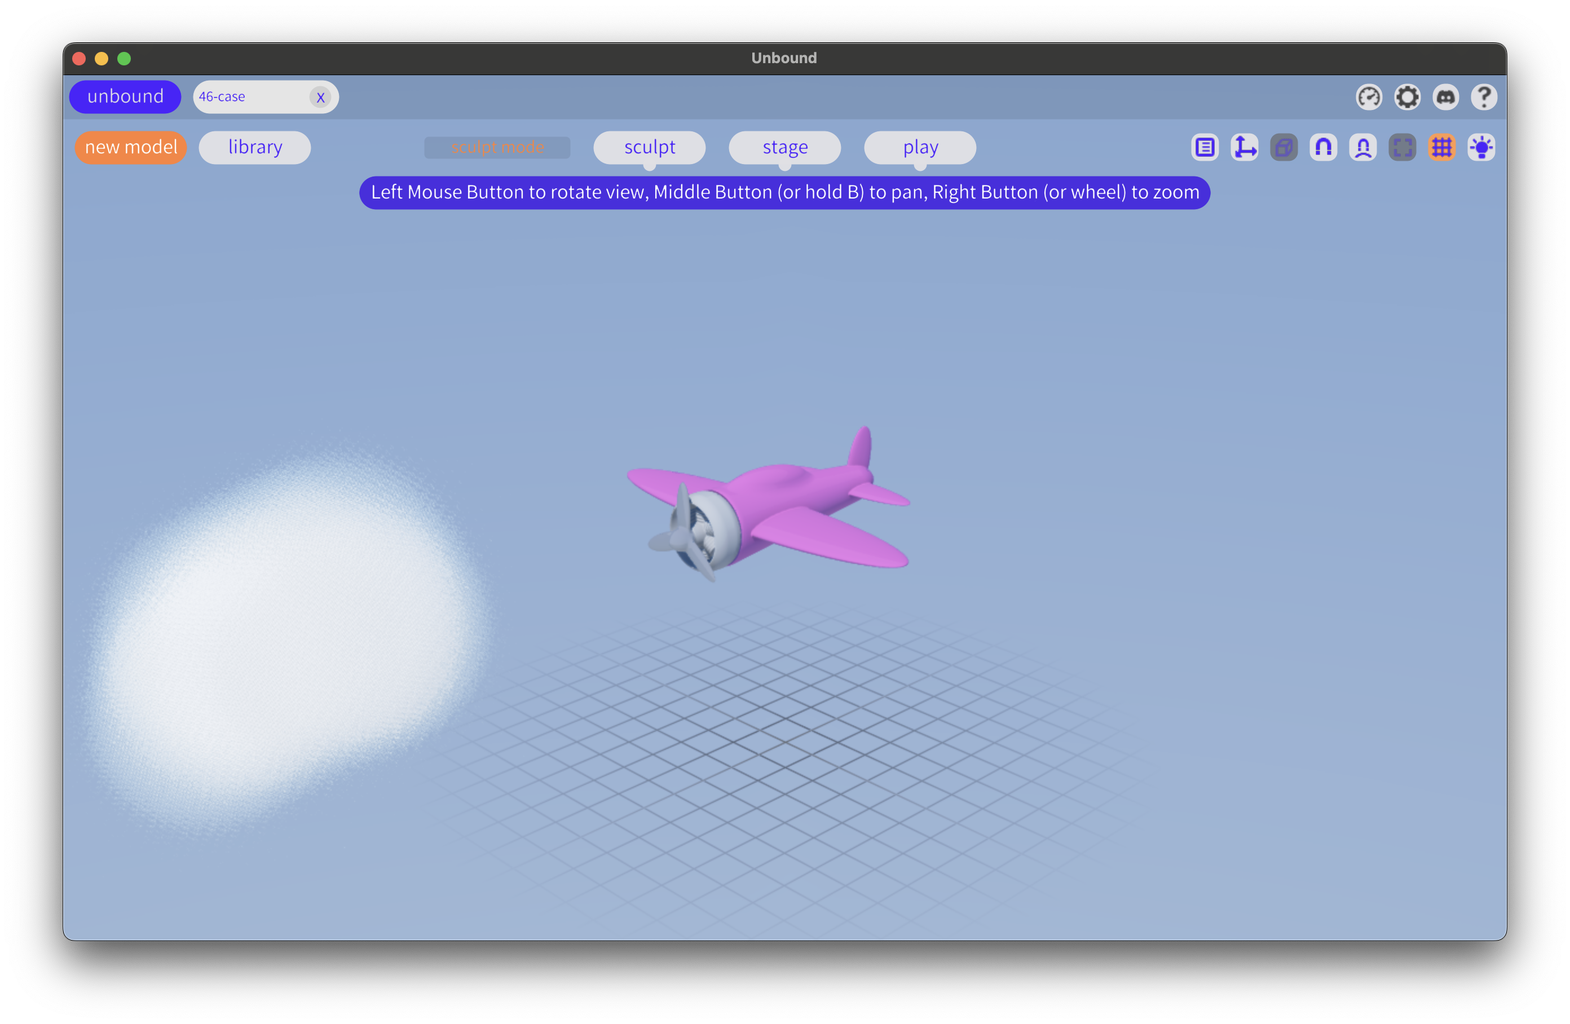 Unbound
unbound
46-case
X
?
new model
library
sculpt mode
sculpt
stage
play
Left Mouse Button to rotate view, Middle Button (or hold B) to pan, Right Button (or wheel) to zoom